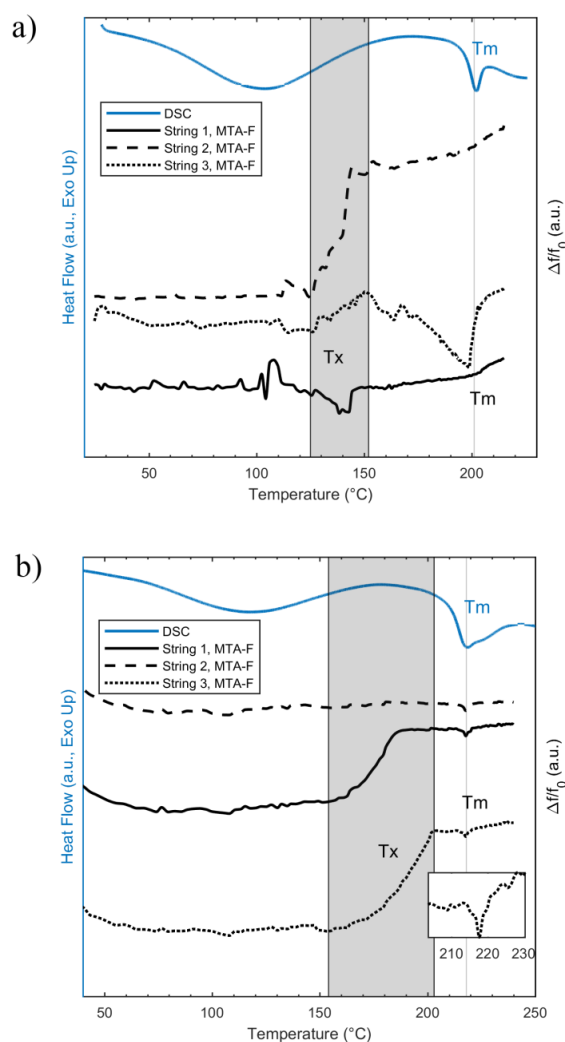 a)
Tm
DSC
String 1, MTA-F
String 2, MTA-F
String 3, MTA-F
Heat Flow (a.u., Exo Up)
Δf/f0 (a.u.)
Tx
Tm
50
100
150
200
Temperature (°C)
b)
Tm
DSC
String 1, MTA-F
String 2, MTA-F
String 3, MTA-F
Heat Flow (a.u., Exo Up)
Δf/f0 (a.u.)
Tm
Tx
210 220 230
50
100
150
200
250
Temperature (°C)